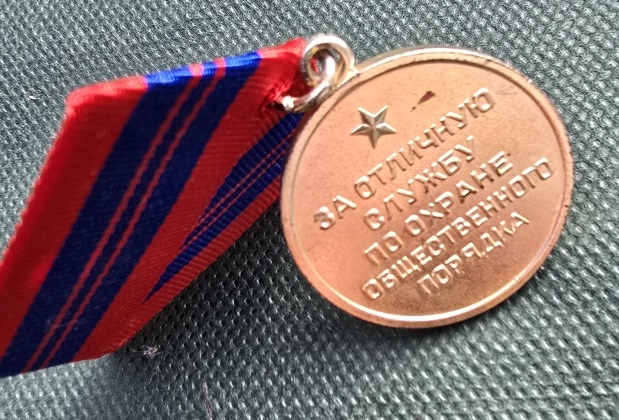 ЗА ОТЛИЧНУЮ
СЛУЖБУ
ПО ОХРАНЕ
ОБЩЕСТВЕННОГО
ПОРЯДКА